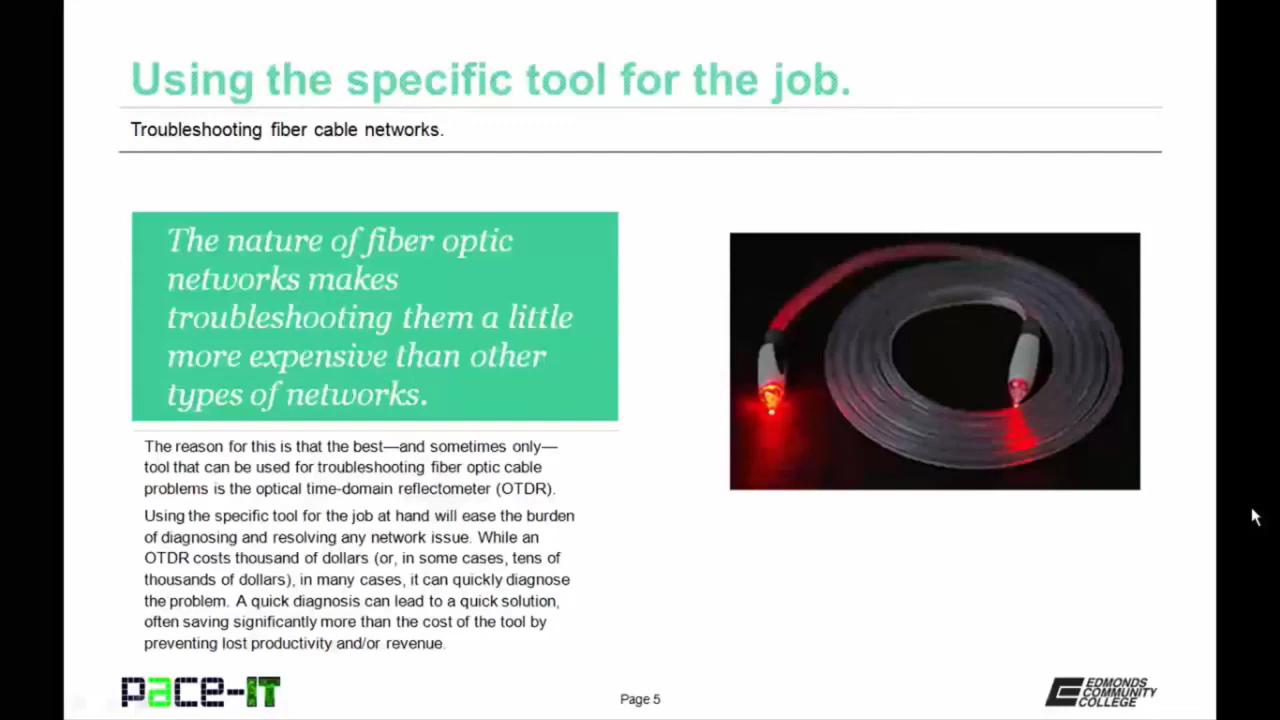 Using the specific tool for the job.
Troubleshooting fiber cable networks.
The nature of fiber optic
networks makes
troubleshooting them a little
more expensive than other
types of networks.
The reason for this is that the best—and sometimes only—
tool that can be used for troubleshooting fiber optic cable
problems is the optical time-domain reflectometer (OTDR).
Using the specific tool for the job at hand will ease the burden
of diagnosing and resolving any network issue. While an
OTDR costs thousand of dollars (or, in some cases, tens of
thousands of dollars), in many cases, it can quickly diagnose
the problem. A quick diagnosis can lead to a quick solution,
often saving significantly more than the cost of the tool by
preventing lost productivity and/or revenue.
pace-IT
Page 5
EDMONDS
COMMUNITY
COLLEGE